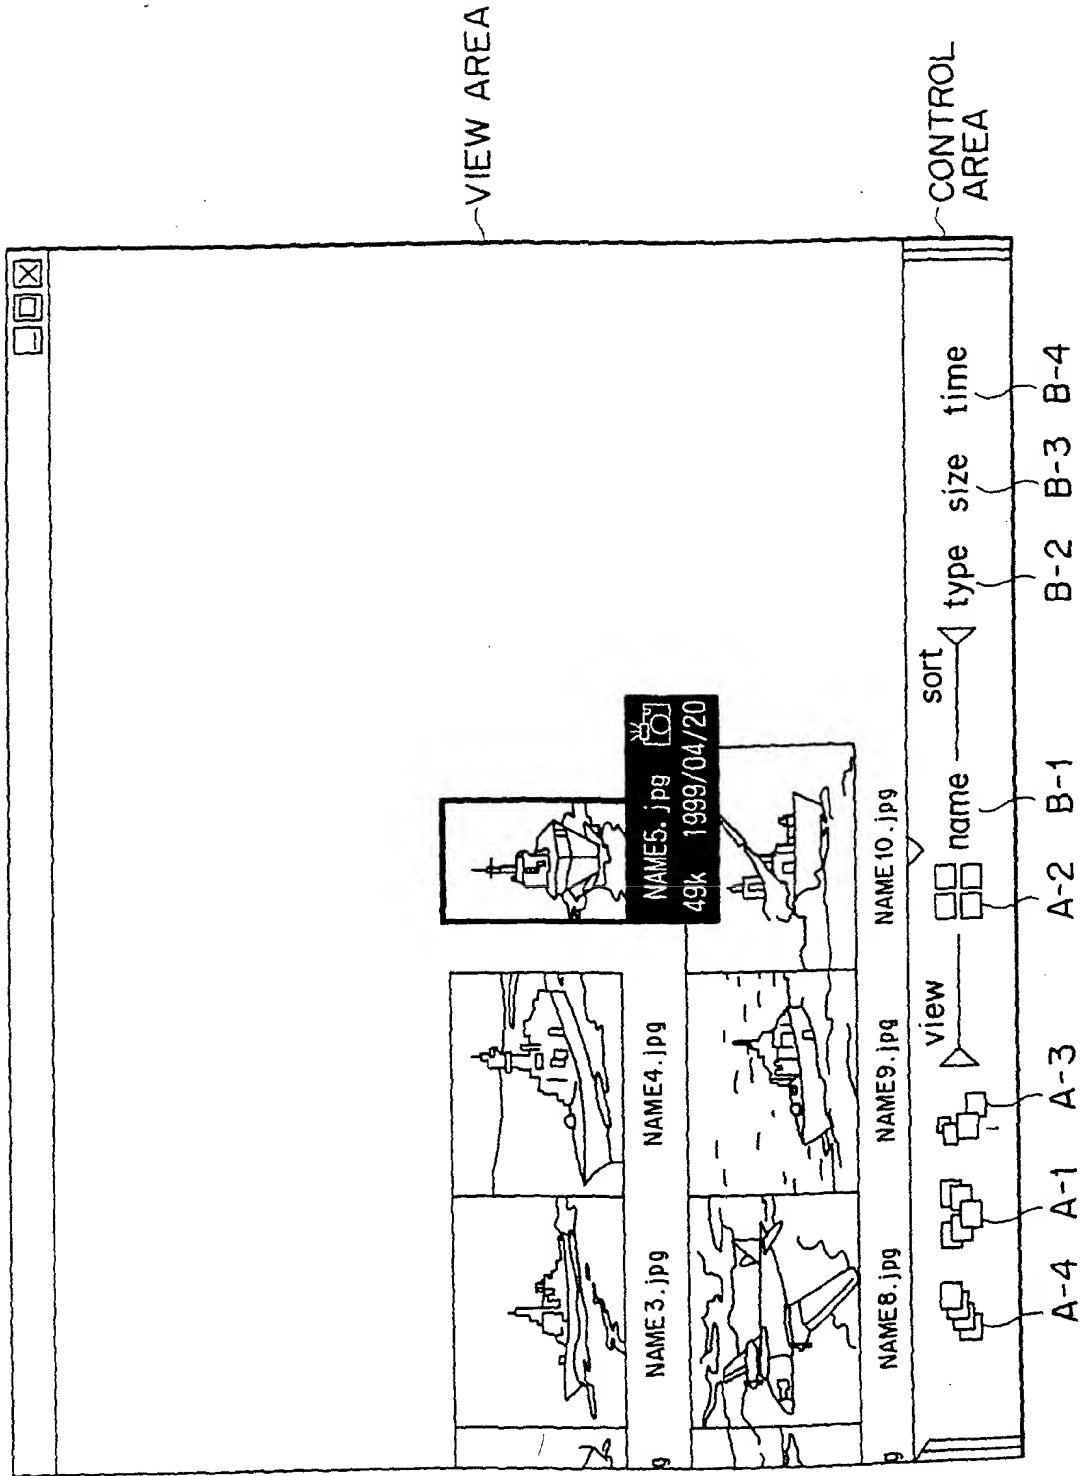 VIEW AREA
NAME3.jpg
NAME4.jpg
NAME5.jpg
49k 1999/04/20
g
NAME8.jpg
NAME9.jpg
NAME10.jpg
g
view
sort
name
type
size
time
CONTROL
AREA
A-4
A-1
A-3
A-2
B-1
B-2
B-3
B-4